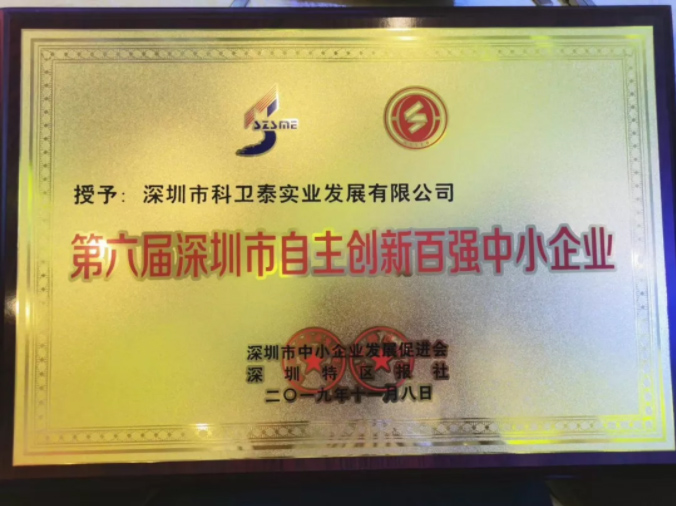 SZSME
授予：深圳市科卫泰实业发展有限公司
第六届深圳市自主创新百强中小企业
深圳市中小企业发展促进会
深圳特区报社
二〇一九年十一月八日